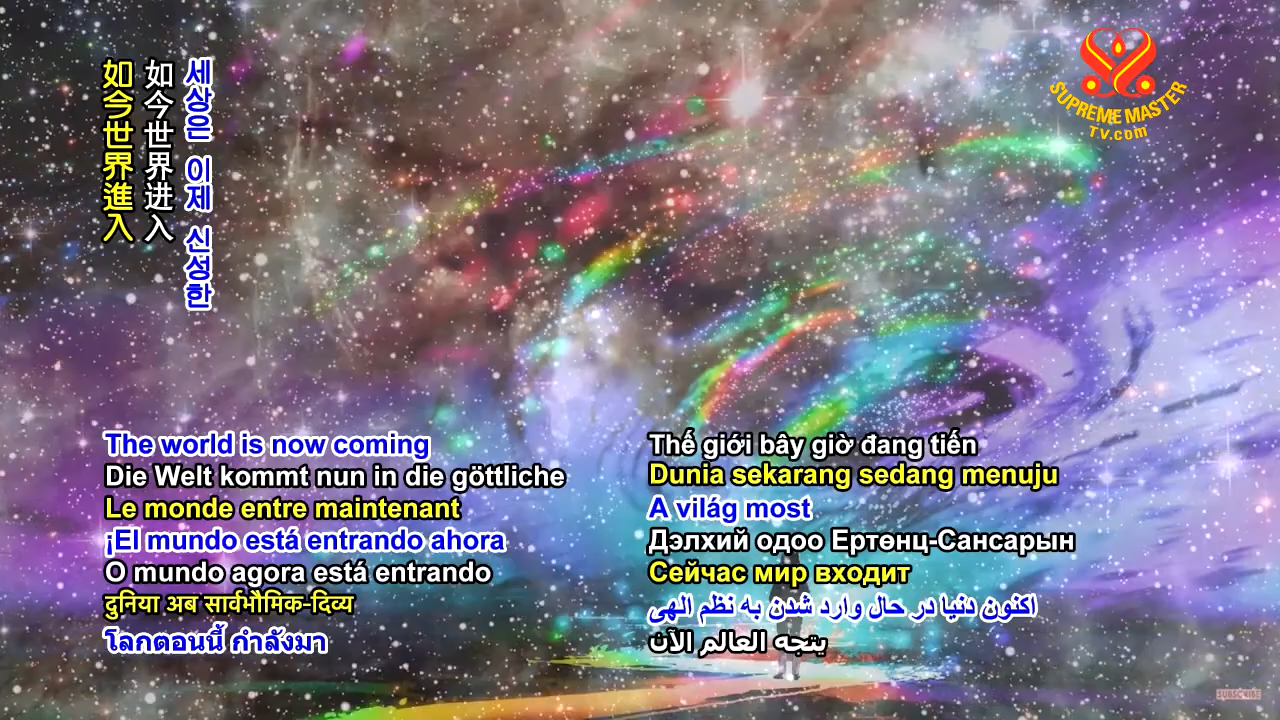 세상은 이제 신성한
如今世界进入
如今世界進入
SUPREME MASTER
TV.com
The world is now coming
Die Welt kommt nun in die göttliche
Le monde entre maintenant
¡El mundo está entrando ahora
O mundo agora está entrando
दुनिया अब सार्वभौमिक-दिव्य
โลกตอนนี้ กำลังมา
Thế giới bây giờ đang tiến
Dunia sekarang sedang menuju
A világ most
Дэлхий одоо Ертөнц-Сансарын
Сейчас мир входит
اکنون دنیا در حال وارد شدن به نظم الهی
يتجه العالم الآن
SUBSCRIBE